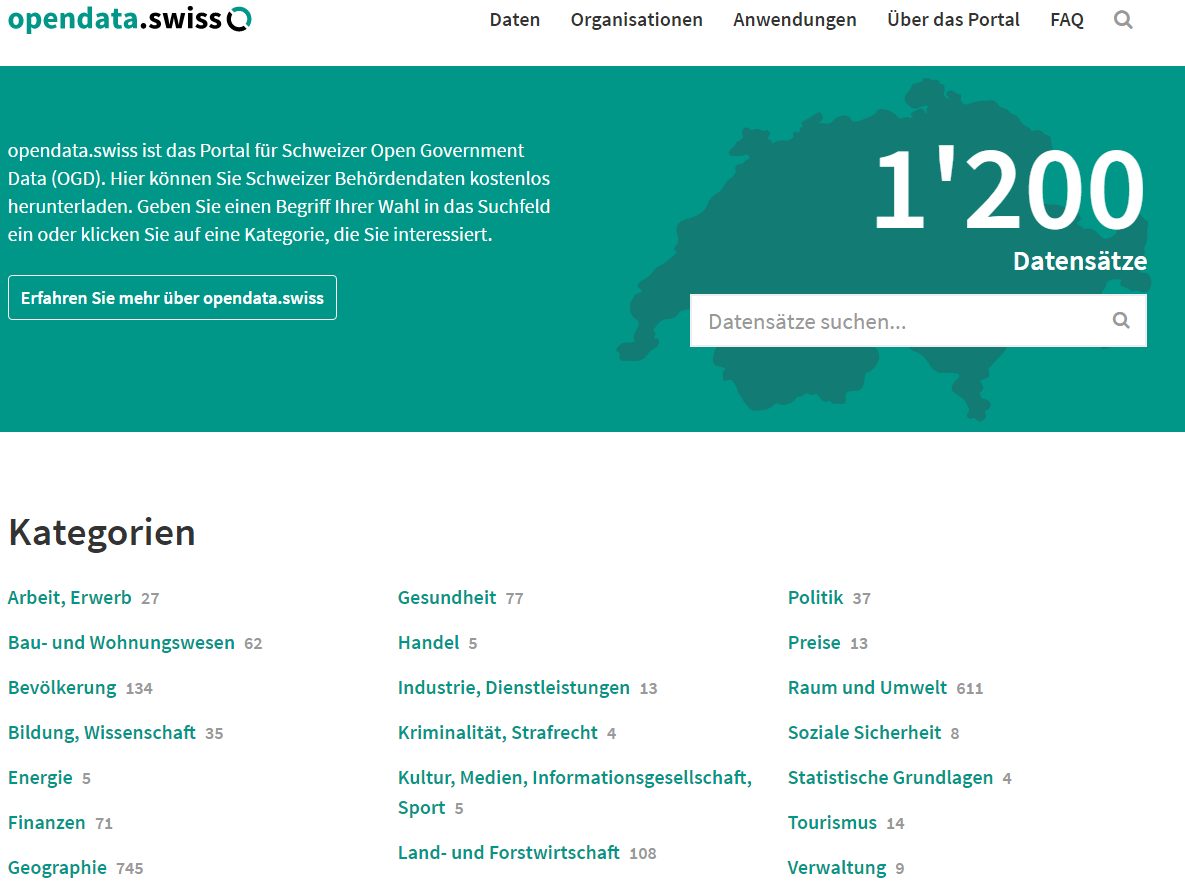 opendata.swiss
Daten Organisationen Anwendungen Über das Portal FAQ
opendata.swiss ist das Portal für Schweizer Open Government
Data (OGD). Hier können Sie Schweizer Behördendaten kostenlos
herunterladen. Geben Sie einen Begriff Ihrer Wahl in das Suchfeld
ein oder klicken Sie auf eine Kategorie, die Sie interessiert.
Erfahren Sie mehr über opendata.swiss
1'200
Datensätze
Datensätze suchen...
Kategorien
Arbeit, Erwerb 27
Bau- und Wohnungswesen 62
Bevölkerung 134
Bildung, Wissenschaft 35
Energie 5
Finanzen 71
Geographie 745
Gesundheit 77
Handel 5
Industrie, Dienstleistungen 13
Kriminalität, Strafrecht 4
Kultur, Medien, Informationsgesellschaft,
Sport 5
Land- und Forstwirtschaft 108
Politik 37
Preise 13
Raum und Umwelt 611
Soziale Sicherheit 8
Statistische Grundlagen 4
Tourismus 14
Verwaltung 9